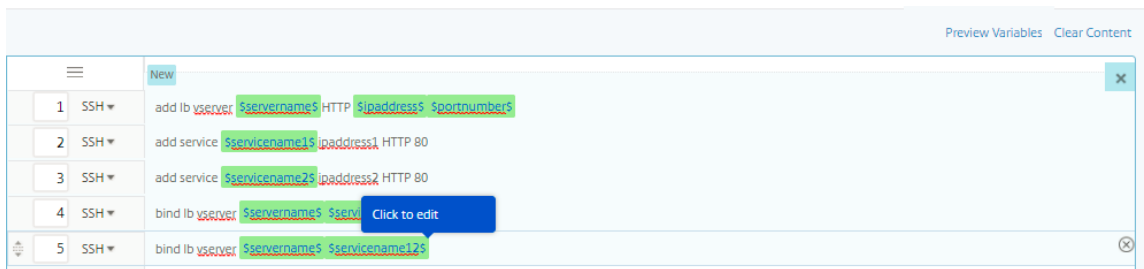 Preview Variables Clear Content
New
1 SSH add lb vserver $servername$ HTTP $ipaddress$ $portnumber$
2 SSH add service $servicename1$ ipaddress1 HTTP 80
3 SSH add service $servicename2$ ipaddress2 HTTP 80
4 SSH bind lb vserver $servername$ Click to edit
5 SSH bind lb vserver $servername$ $servicename12$